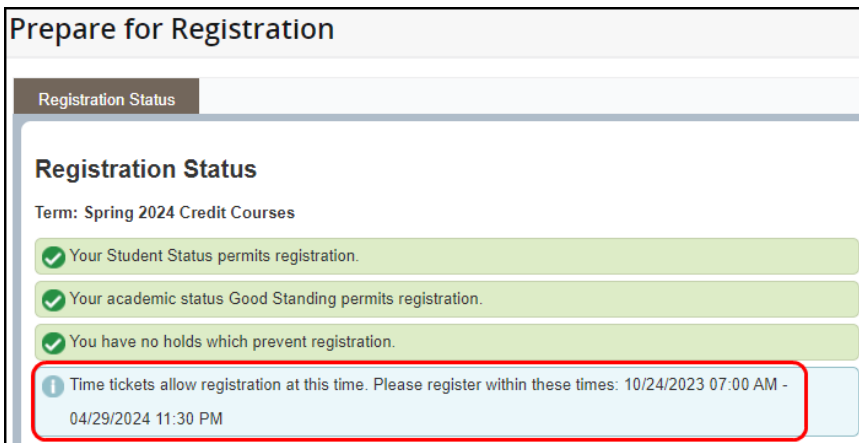 Prepare for Registration
Registration Status
Registration Status
Term: Spring 2024 Credit Courses
Your Student Status permits registration.
Your academic status Good Standing permits registration.
You have no holds which prevent registration.
Time tickets allow registration at this time. Please register within these times: 10/24/2023 07:00 AM -
04/29/2024 11:30 PM